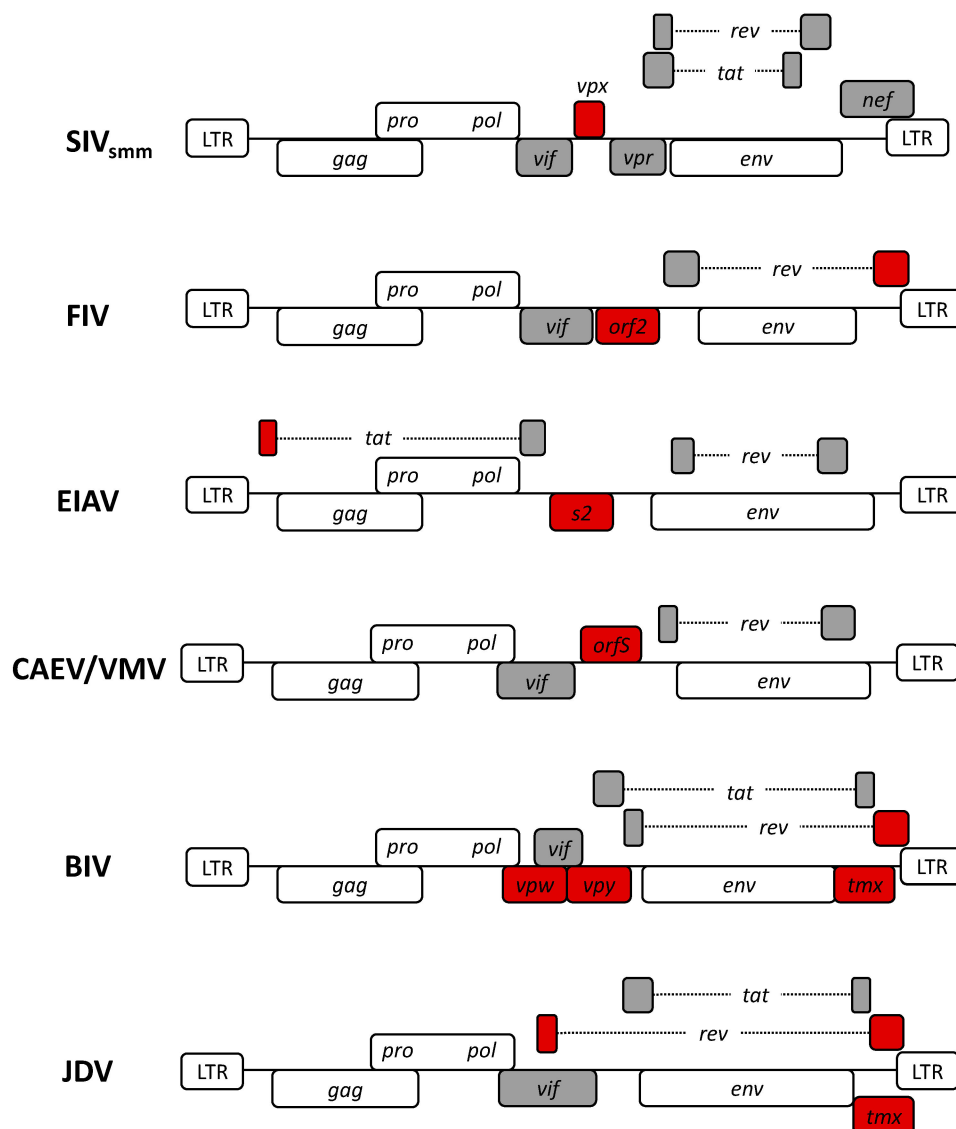 rev
tat
vpx
nef
SIVsmm LTR pro pol LTR
gag vif vpr env
rev
FIV LTR pro pol LTR
gag vif orf2 env
tat
rev
EIAV LTR pro pol LTR
gag s2 env
rev
CAEV/VMV LTR pro pol orfS LTR
gag vif env
tat
rev
BIV LTR pro pol vif LTR
gag vpw vpy env tmx
tat
rev
JDV LTR pro pol LTR
gag vif env
tmx